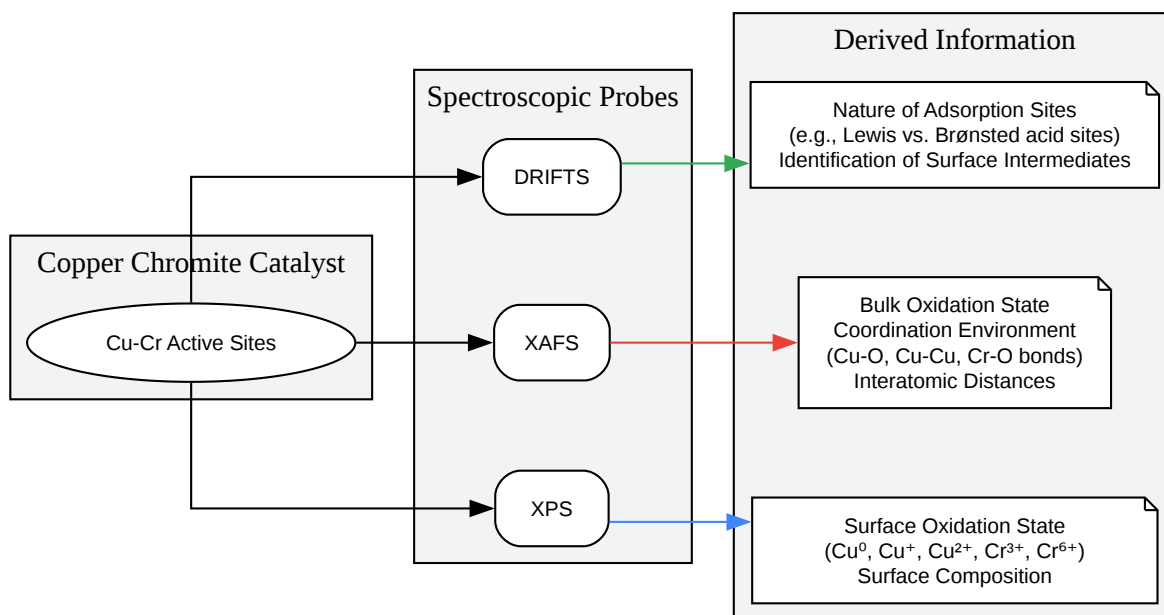 Copper Chromite Catalyst
Cu-Cr Active Sites
Spectroscopic Probes
DRIFTS
XAFS
XPS
Derived Information
Nature of Adsorption Sites
(e.g., Lewis vs. Brønsted acid sites)
Identification of Surface Intermediates
Bulk Oxidation State
Coordination Environment
(Cu-O, Cu-Cu, Cr-O bonds)
Interatomic Distances
Surface Oxidation State
(Cu⁰, Cu⁺, Cu²⁺, Cr³⁺, Cr⁶⁺)
Surface Composition